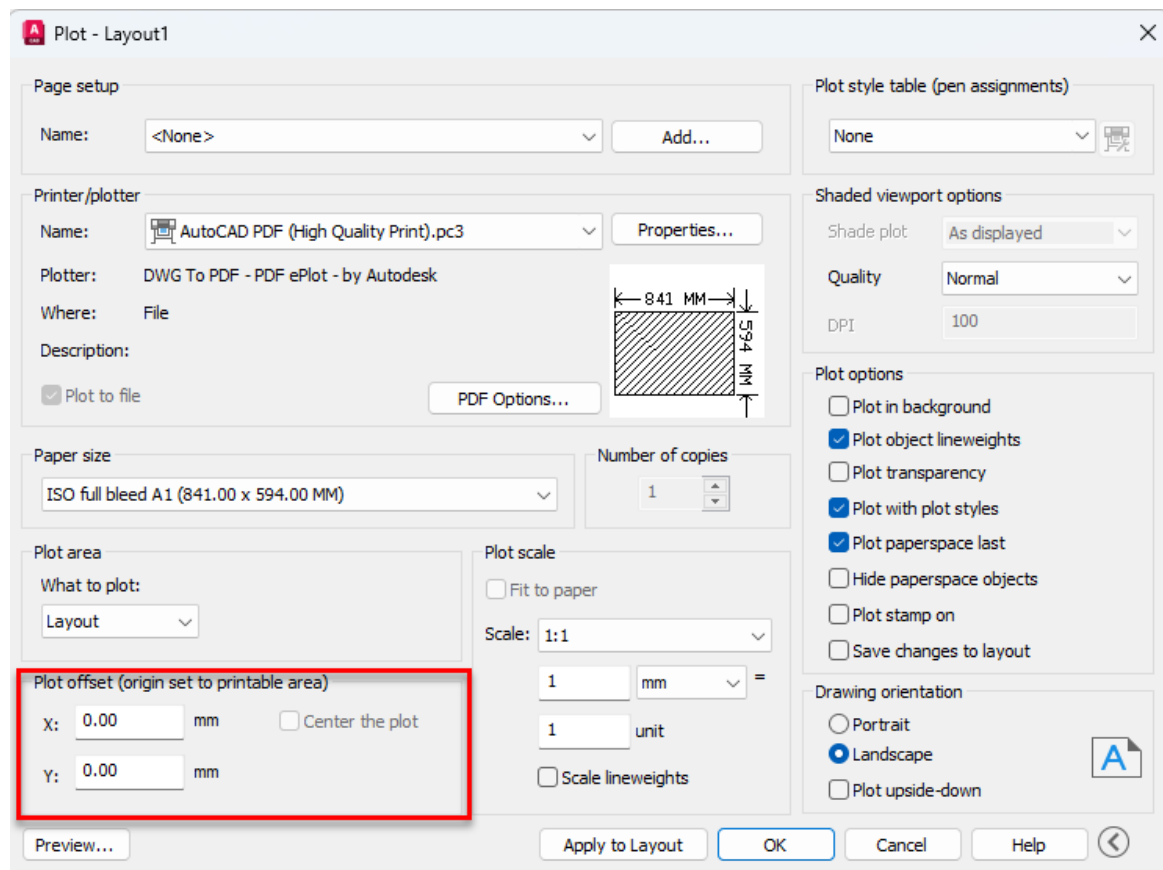 A
CAD
Plot - Layout1
Page setup
Name:
<None>
Add...
Printer/plotter
Name:
AutoCAD PDF (High Quality Print).pc3
Properties...
Plotter:
DWG To PDF - PDF ePlot - by Autodesk
Where:
File
Description:
Plot to file
PDF Options...
841 MM
594 MM
Paper size
ISO full bleed A1 (841.00 x 594.00 MM)
Number of copies
1
Plot area
What to plot:
Layout
Plot offset (origin set to printable area)
X:
0.00
mm
Center the plot
Y:
0.00
mm
Plot scale
Fit to paper
Scale:
1:1
1
mm
=
1
unit
Scale lineweights
Plot style table (pen assignments)
None
Shaded viewport options
Shade plot
As displayed
Quality
Normal
DPI
100
Plot options
Plot in background
Plot object lineweights
Plot transparency
Plot with plot styles
Plot paperspace last
Hide paperspace objects
Plot stamp on
Save changes to layout
Drawing orientation
Portrait
Landscape
Plot upside-down
A
Preview...
Apply to Layout
OK
Cancel
Help